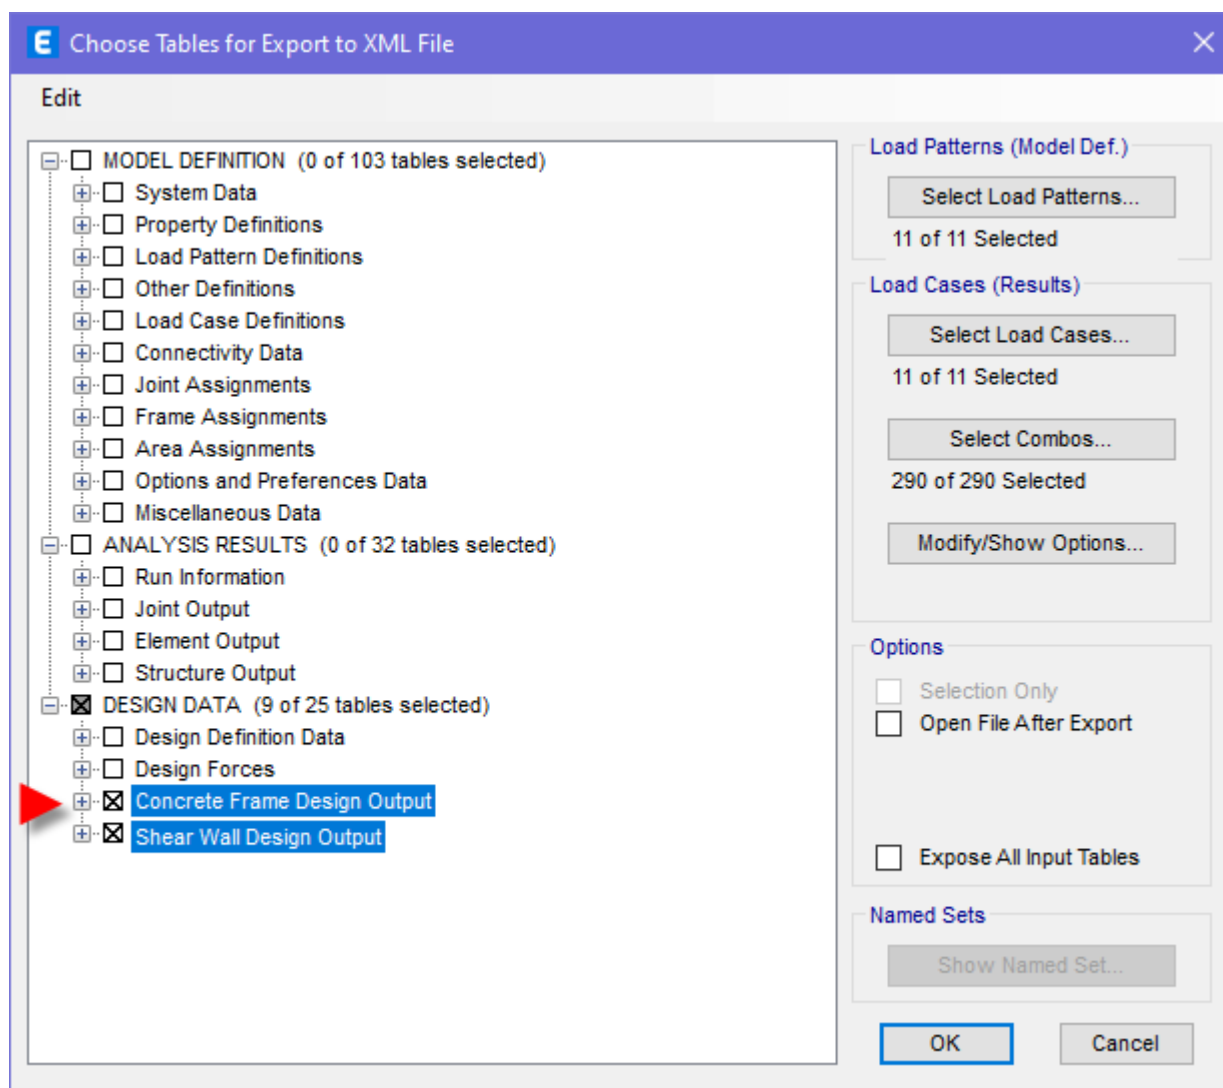 E Choose Tables for Export to XML File
Edit
MODEL DEFINITION (0 of 103 tables selected)
System Data
Property Definitions
Load Pattern Definitions
Other Definitions
Load Case Definitions
Connectivity Data
Joint Assignments
Frame Assignments
Area Assignments
Options and Preferences Data
Miscellaneous Data
ANALYSIS RESULTS (0 of 32 tables selected)
Run Information
Joint Output
Element Output
Structure Output
DESIGN DATA (9 of 25 tables selected)
Design Definition Data
Design Forces
Concrete Frame Design Output
Shear Wall Design Output
Load Patterns (Model Def.)
Select Load Patterns...
11 of 11 Selected
Load Cases (Results)
Select Load Cases...
11 of 11 Selected
Select Combos...
290 of 290 Selected
Modify/Show Options...
Options
Selection Only
Open File After Export
Expose All Input Tables
Named Sets
Show Named Set...
OK
Cancel